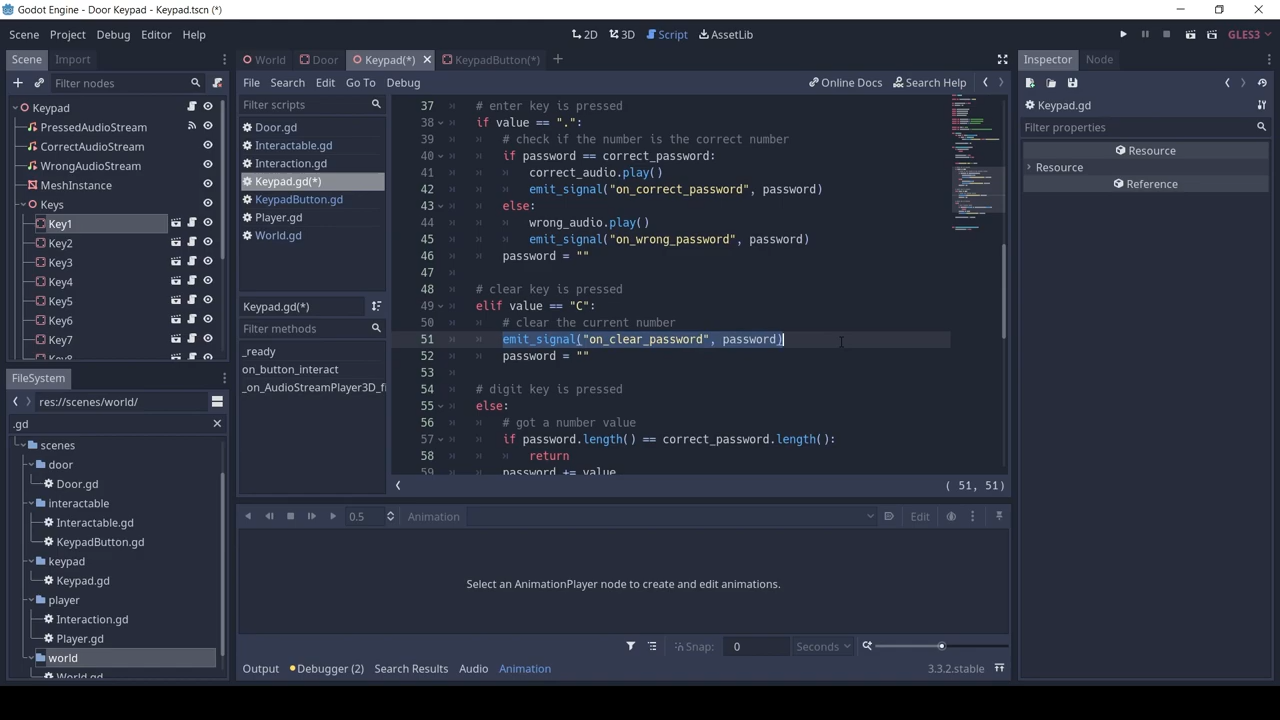 Godot Engine - Door Keypad - Keypad.tscn (*)
Scene Project Debug Editor Help
2D 3D Script AssetLib
GLES3
Scene Import
Filter nodes
Keypad
PressedAudioStream
CorrectAudioStream
WrongAudioStream
MeshInstance
Keys
Key1
Key2
Key3
Key4
Key5
Key6
Key7
Key8
FileSystem
res://scenes/world/
.gd
scenes
door
Door.gd
interactable
Interactable.gd
KeypadButton.gd
keypad
Keypad.gd
player
Interaction.gd
Player.gd
world
World.gd
World Door Keypad(*) KeypadButton(*)
File Search Edit Go To Debug
Online Docs Search Help
Filter scripts
Door.gd
Interactable.gd
Interaction.gd
Keypad.gd(*)
KeypadButton.gd
Player.gd
World.gd
Keypad.gd(*)
Filter methods
_ready
on_button_interact
_on_AudioStreamPlayer3D_fi
37 # enter key is pressed
38 if value == ".":
39 # check if the number is the correct number
40 if password == correct_password:
41 correct_audio.play()
42 emit_signal("on_correct_password", password)
43 else:
44 wrong_audio.play()
45 emit_signal("on_wrong_password", password)
46 password = ""
47
48 # clear key is pressed
49 elif value == "C":
50 # clear the current number
51 emit_signal("on_clear_password", password)
52 password = ""
53
54 # digit key is pressed
55 else:
56 # got a number value
57 if password.length() == correct_password.length():
58 return
59 password += value
( 51, 51)
0.5 Animation Edit
Select an AnimationPlayer node to create and edit animations.
Snap: 0 Seconds
Output Debugger (2) Search Results Audio Animation 3.3.2.stable
Inspector Node
Keypad.gd
Filter properties
Resource
Resource
Reference